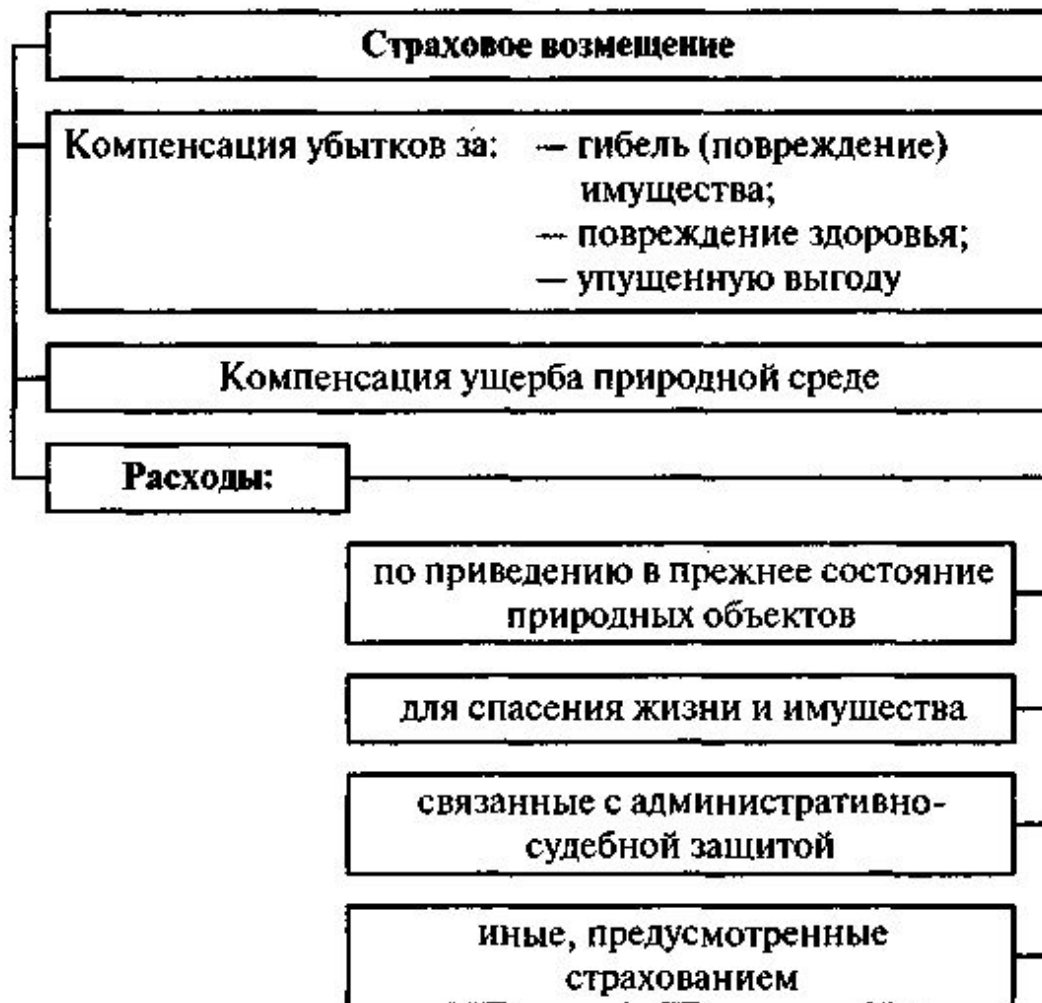 Страховое возмещение
Компенсация убытков за: — гибель (повреждение)
имущества;
— повреждение здоровья;
— упущенную выгоду
Компенсация ущерба природной среде
Расходы:
по приведению в прежнее состояние
природных объектов
для спасения жизни и имущества
связанные с административно-
судебной защитой
иные, предусмотренные
страхованием